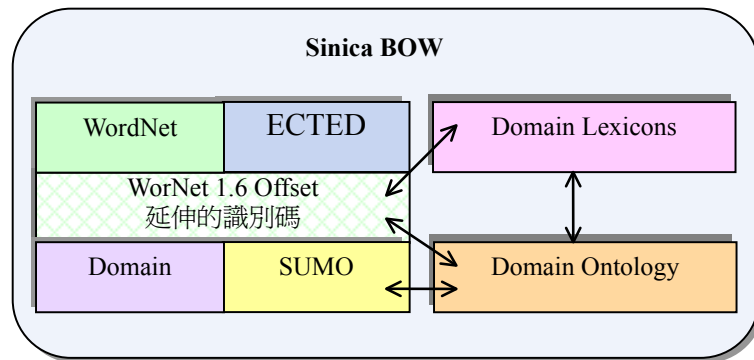 Sinica BOW
WordNet
ECTED
Domain Lexicons
WorNet 1.6 Offset
延伸的識別碼
Domain
SUMO
Domain Ontology